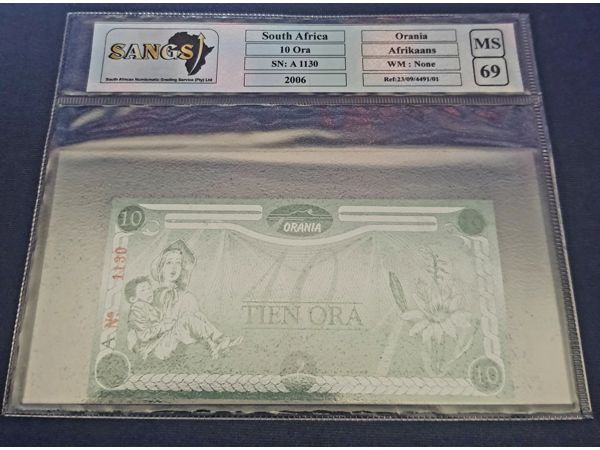 SANGS
South African Numismatic Grading Service (Pty) Ltd
South Africa
10 Ora
SN: A 1130
2006
Orania
Afrikaans
WM : None
Ref:23/09/4491/01
MS
69
10
ORANIA
10
TIEN ORA
A Nº 1130
10